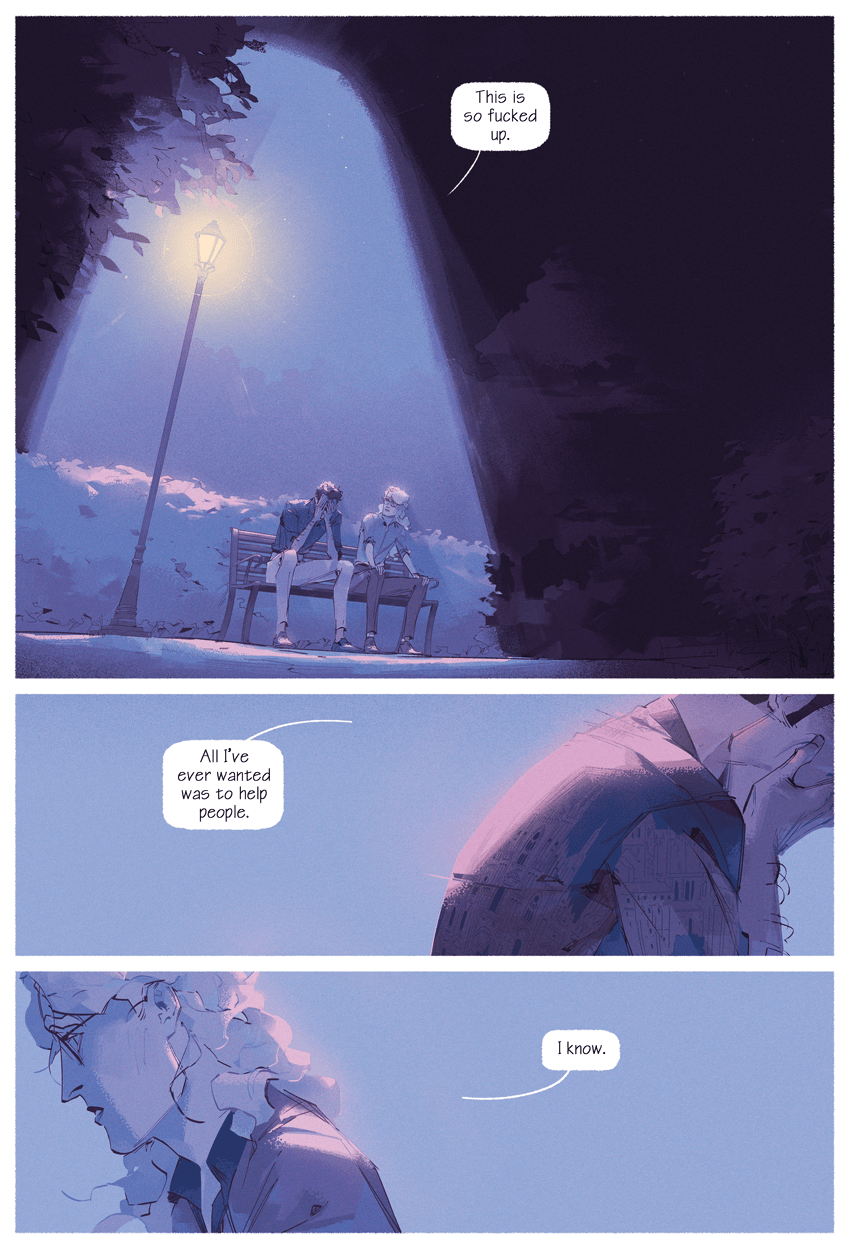 This is
so fucked
up.
All I've
ever wanted
was to help
people.
I know.